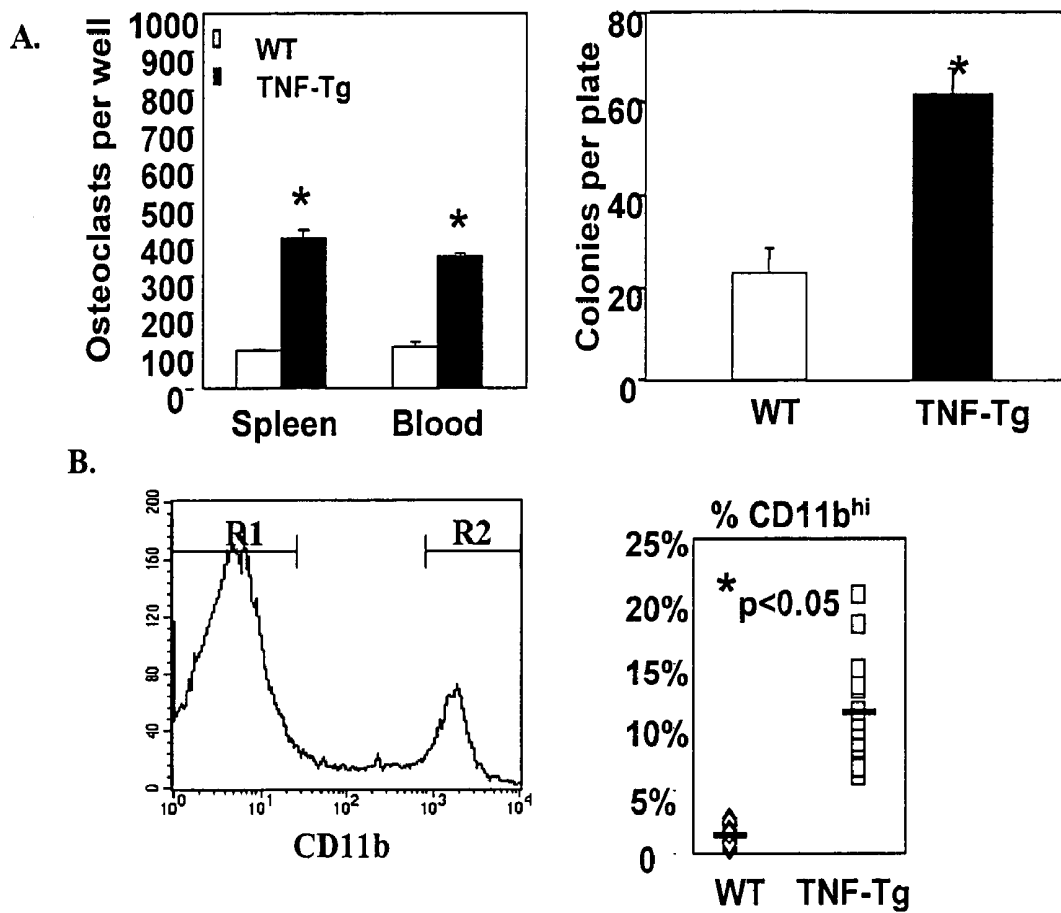 A.
Osteoclasts per well
1000
900
800
700
600
500
400
300
200
100
0
WT
TNF-Tg
*
*
Spleen
Blood
Colonies per plate
80
60
40
20
0
*
WT
TNF-Tg
B.
200
160
120
80
40
0
R1
R2
10^0
10^1
10^2
10^3
10^4
CD11b
% CD11b^hi
25%
20%
15%
10%
5%
0
* p<0.05
WT
TNF-Tg